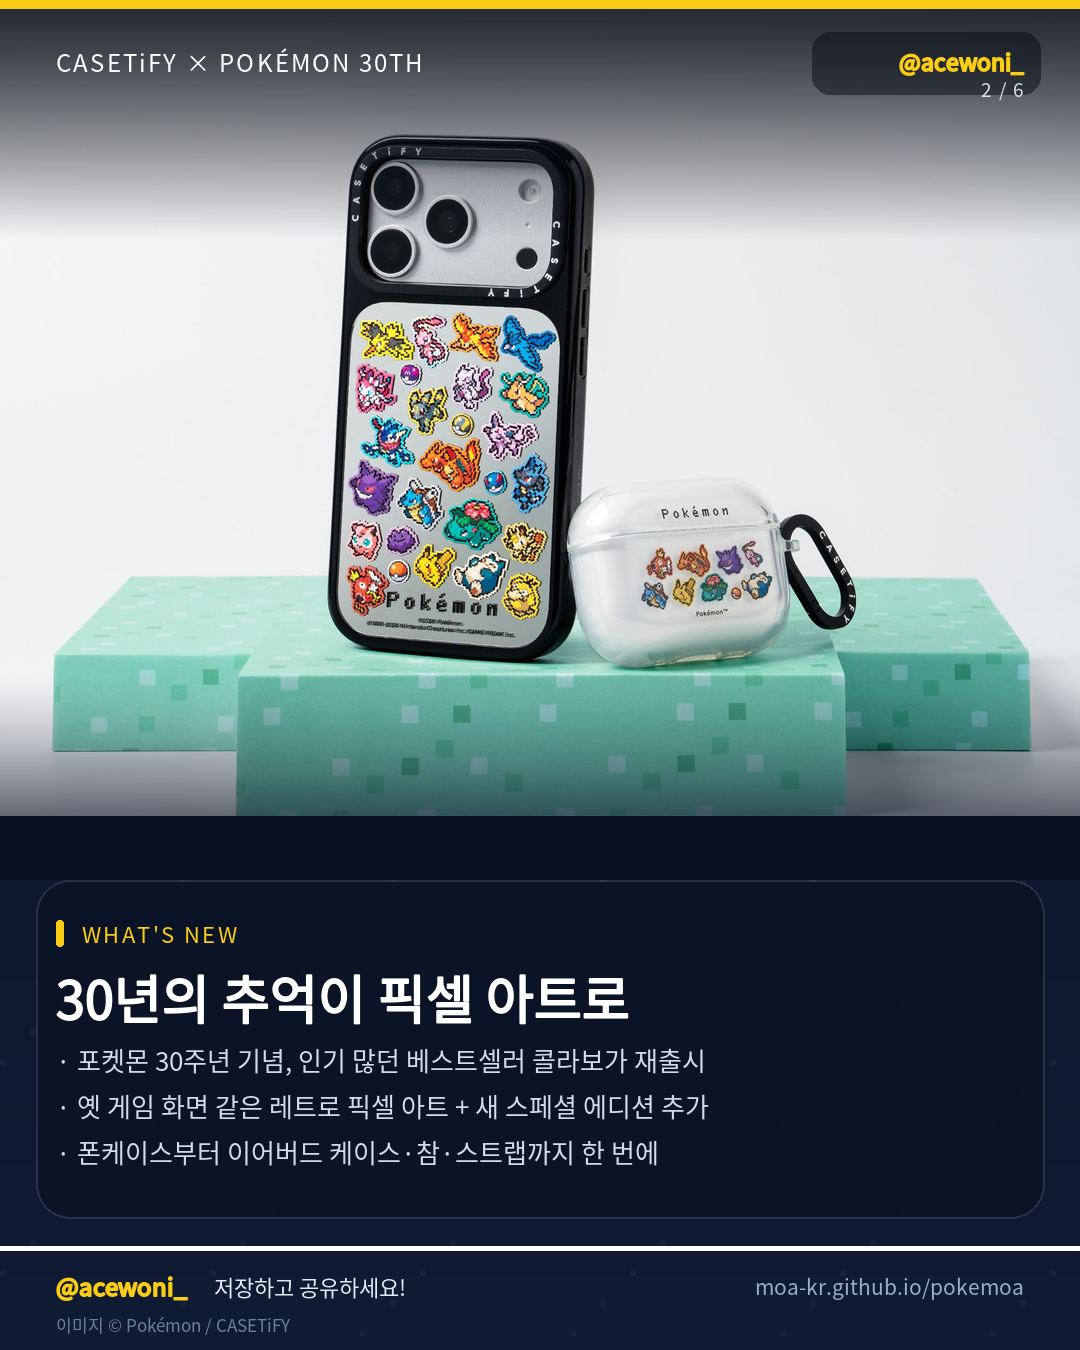 CASETiFY × POKÉMON 30TH
@acewoni_
2 / 6
CASETiFY
CASETiFY
Pokémon
Pokémon
Pokémon™
CASETiFY
WHAT'S NEW
30년의 추억이 픽셀 아트로
· 포켓몬 30주년 기념, 인기 많던 베스트셀러 콜라보가 재출시
· 옛 게임 화면 같은 레트로 픽셀 아트 + 새 스페셜 에디션 추가
· 폰케이스부터 이어버드 케이스·참·스트랩까지 한 번에
@acewoni_ 저장하고 공유하세요! moa-kr.github.io/pokemoa
이미지 © Pokémon / CASETiFY